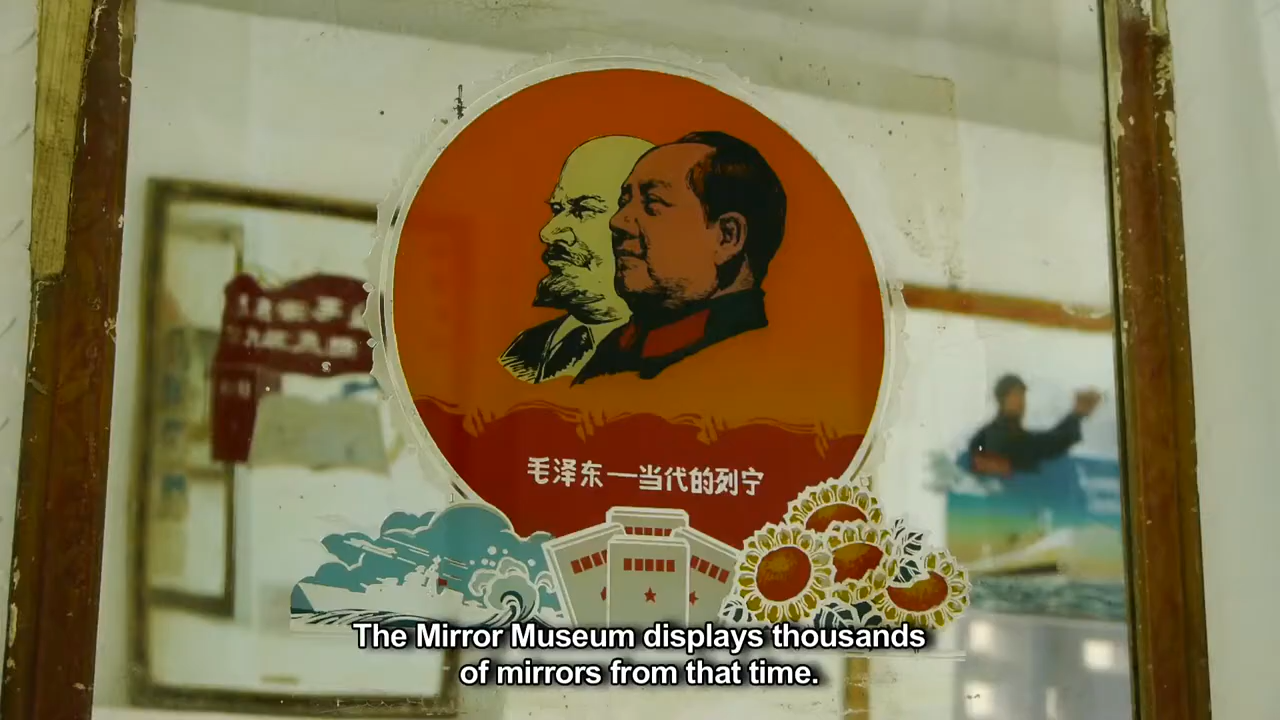 毛泽东—当代的列宁
The Mirror Museum displays thousands
of mirrors from that time.